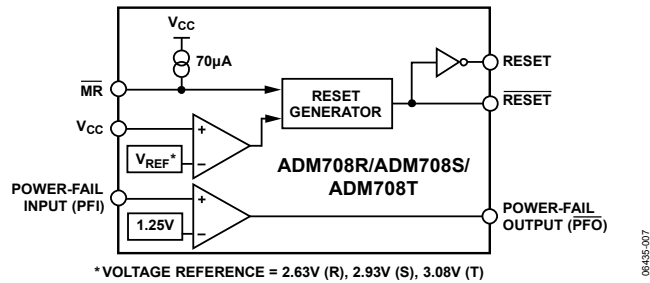 VCC
70µA
MR
RESET
GENERATOR
RESET
RESET
VCC
+
VREF*
–
ADM708R/ADM708S/
ADM708T
POWER-FAIL
INPUT (PFI)
+
1.25V
–
POWER-FAIL
OUTPUT (PFO)
*VOLTAGE REFERENCE = 2.63V (R), 2.93V (S), 3.08V (T)
06435-007